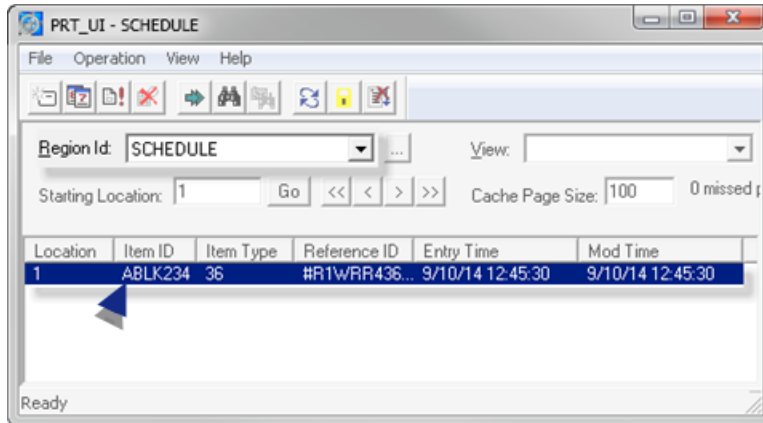 PRT_UI - SCHEDULE
File Operation View Help
Region Id: SCHEDULE ... View:
Starting Location: 1 Go << < > >> Cache Page Size: 100 0 missed
Location Item ID Item Type Reference ID Entry Time Mod Time
1 ABLK234 36 #R1WRR436... 9/10/14 12:45:30 9/10/14 12:45:30
Ready